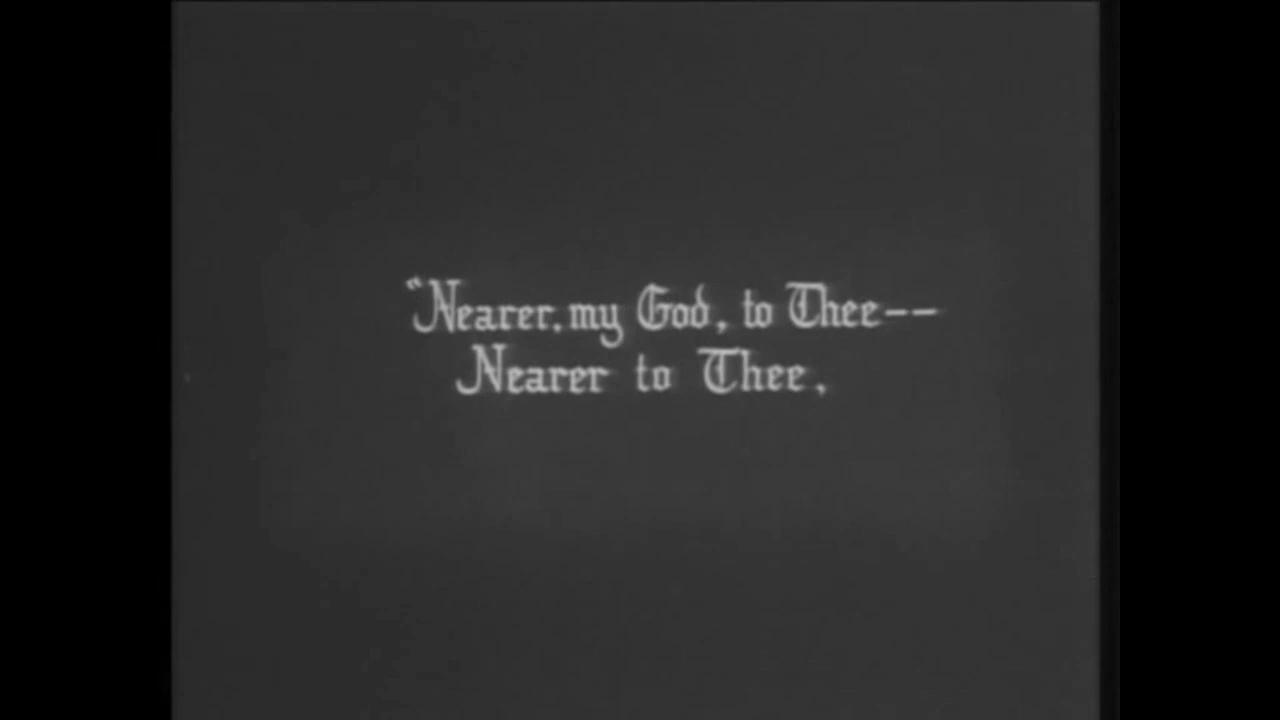 "Nearer, my God, to Thee--
Nearer to Thee,